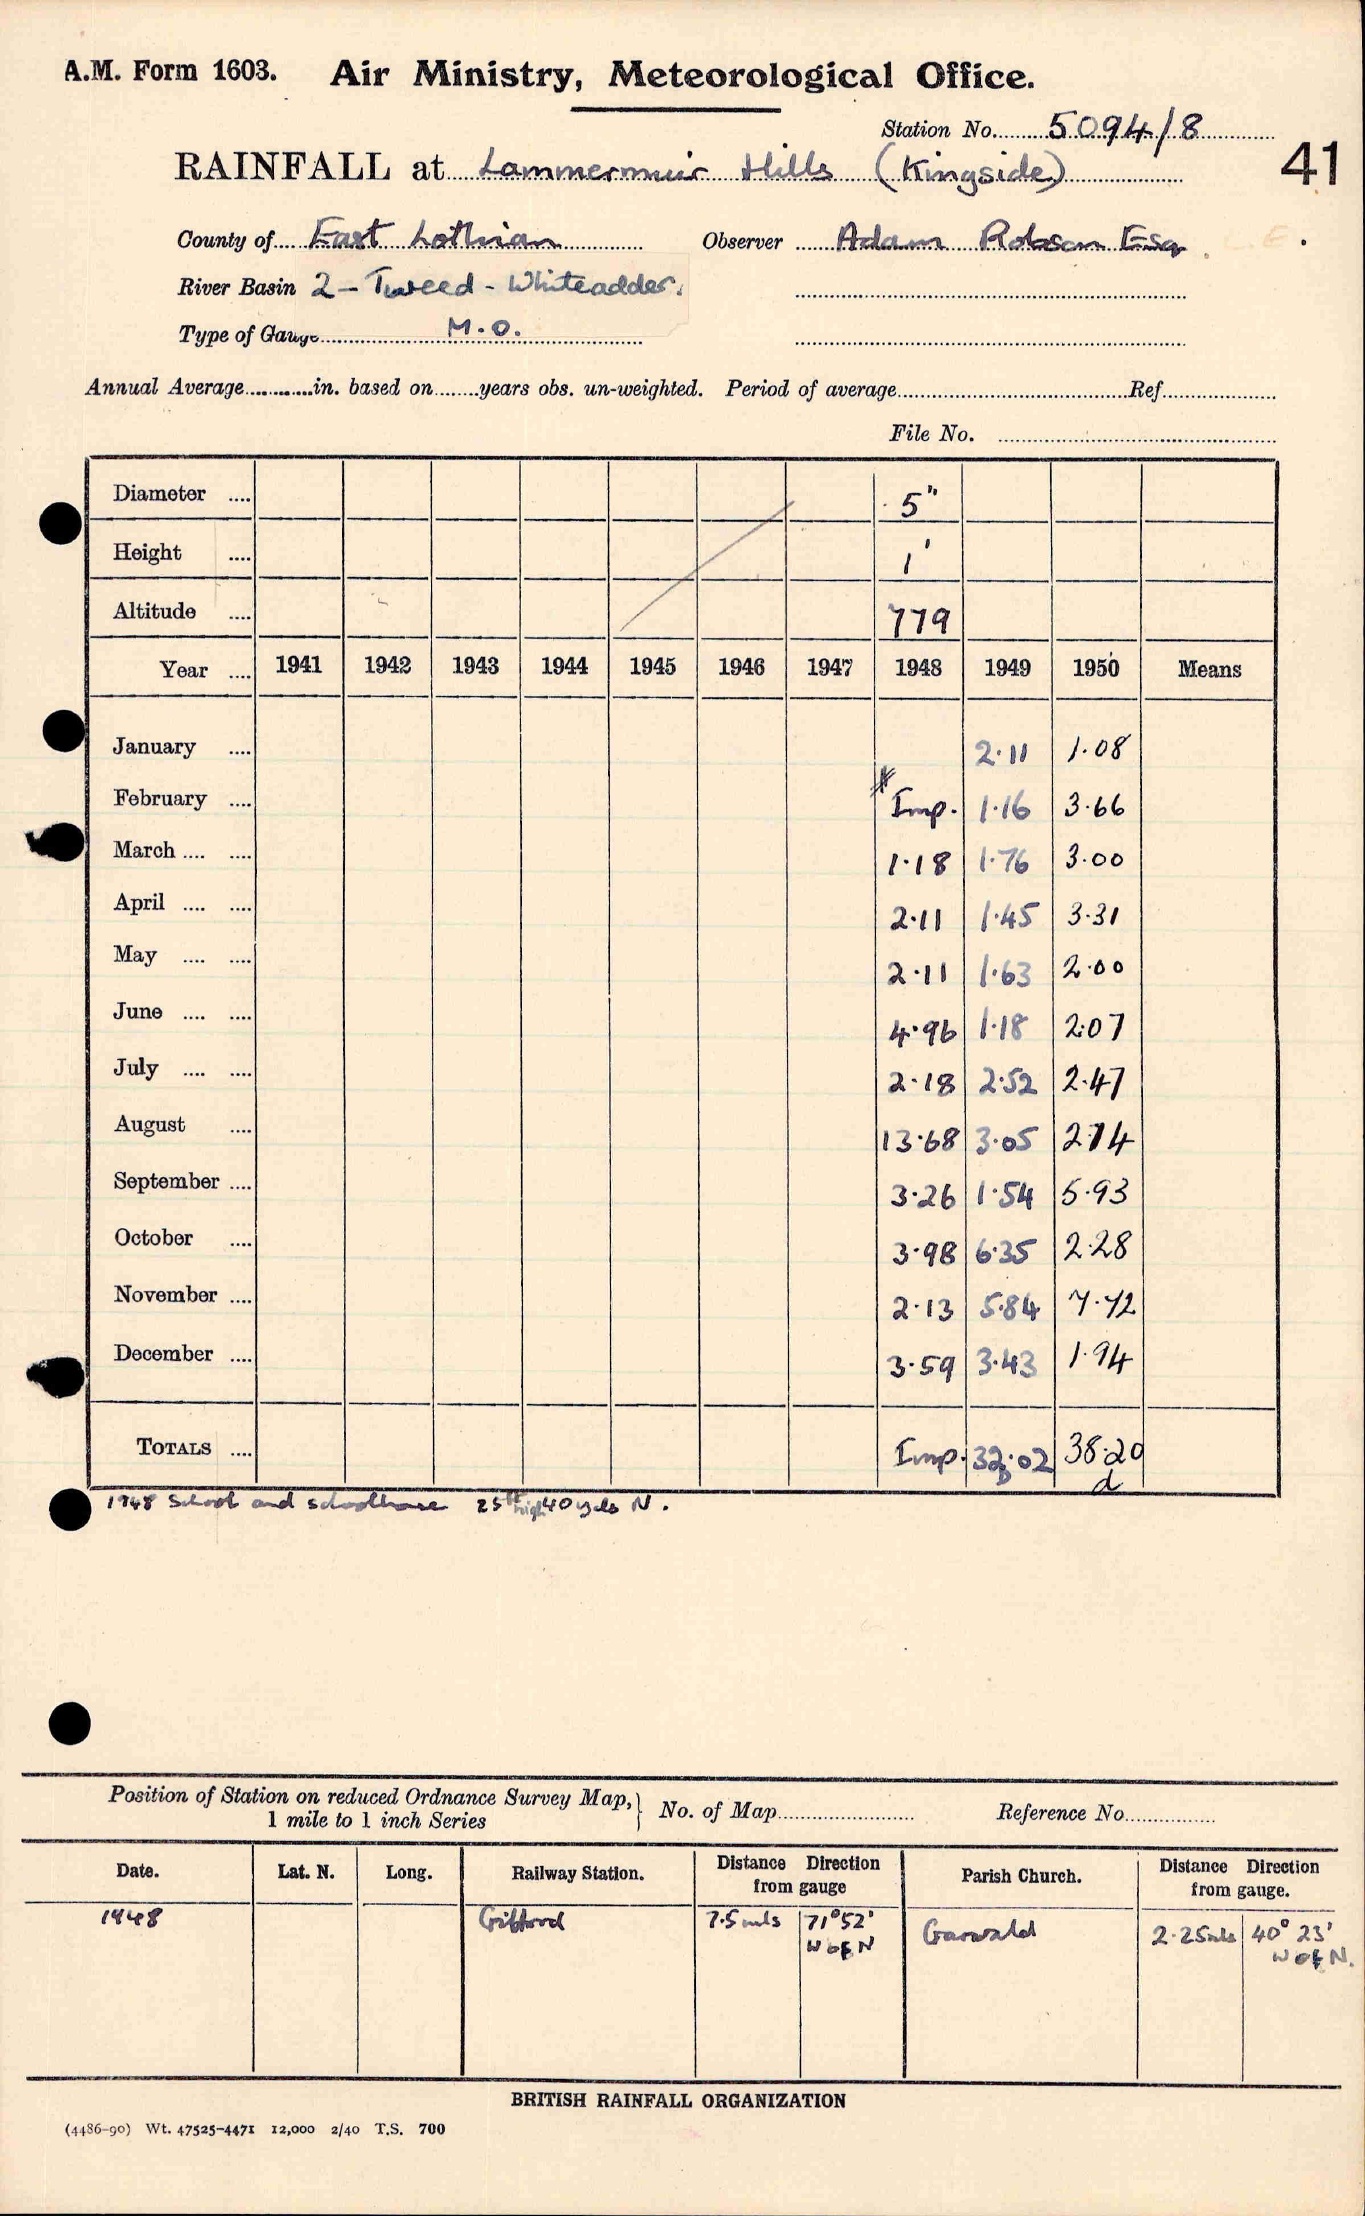 A.M. Form 1603. Air Ministry, Meteorological Office.
Station No. 5094/8
41
RAINFALL at Lammermuir Hills (Kingside)
County of East Lothian Observer Adam Robson Esq.
River Basin 2 - Tweed - Whiteadder.
Type of Gauge M.O.
Annual Average............in. based on........years obs. un-weighted. Period of average........Ref........
File No.
Diameter .... 5"
Height .... 1'
Altitude .... 779
Year .... 1941 1942 1943 1944 1945 1946 1947 1948 1949 1950 Means
January .... 2·11 1·08
February .... Imp. 1·16 3·66
March .... .... 1·18 1·76 3·00
April .... .... 2·11 1·45 3·31
May .... .... 2·11 1·63 2·00
June .... .... 4·96 1·18 2·07
July .... .... 2·18 2·52 2·47
August .... 13·68 3·05 2·74
September .... 3·26 1·54 5·93
October .... 3·98 6·35 2·28
November .... 2·13 5·84 7·72
December .... 3·59 3·43 1·94
TOTALS .... Imp. 32·02 38·20
D d
1948 School and schoolhouse 25ft high 40 yds N.
Position of Station on reduced Ordnance Survey Map,
1 mile to 1 inch Series
No. of Map........ Reference No........
Date. Lat. N. Long. Railway Station. Distance Direction from gauge Parish Church. Distance Direction from gauge.
1948 Gifford 7.5 mls 71° 52' W of N Garvald 2.25 mls 40° 23' W of N.
BRITISH RAINFALL ORGANIZATION
(4486-90) Wt. 47525-4471 12,000 2/40 T.S. 700